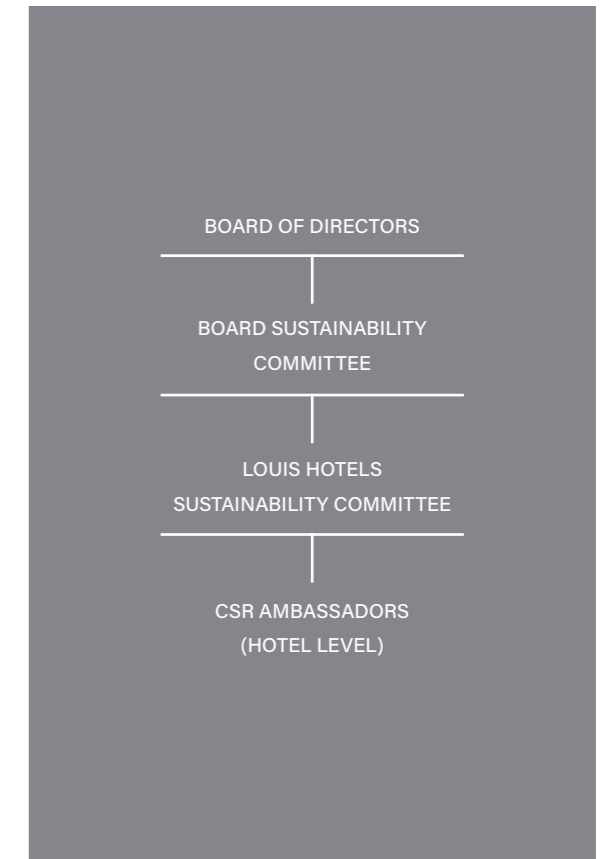 BOARD OF DIRECTORS
BOARD SUSTAINABILITY
COMMITTEE
LOUIS HOTELS
SUSTAINABILITY COMMITTEE
CSR AMBASSADORS
(HOTEL LEVEL)